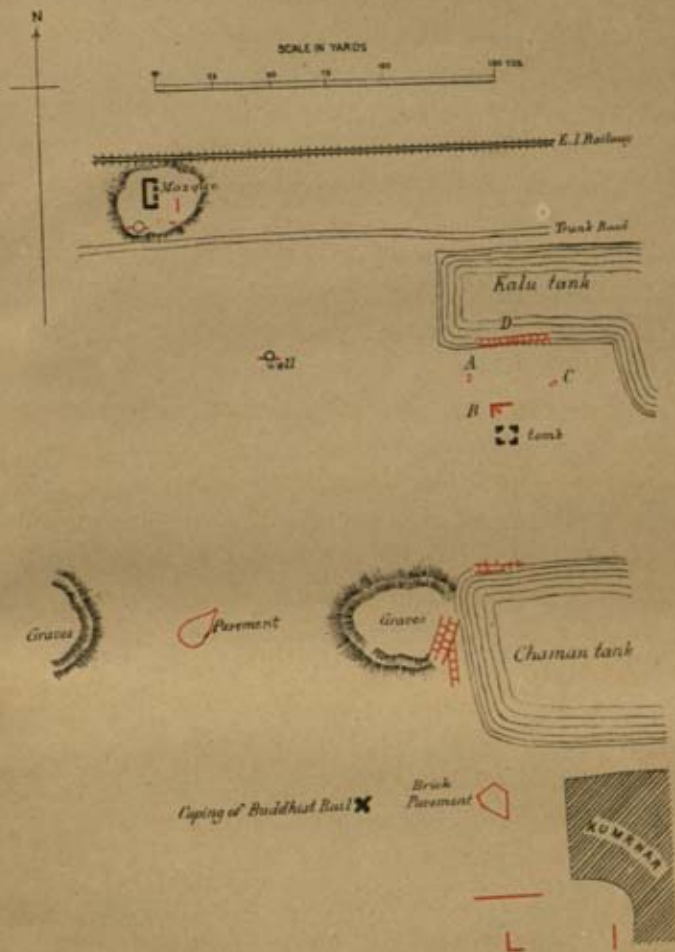 N
SCALE IN YARDS
E. I. Railway
Mosque
Trunk Road
Kalu tank
D
well
A
C
B
tomb
Graves
Pavement
Graves
Chaman tank
Coping of Buddhist Rail
Brick
Pavement
KUMRHAR